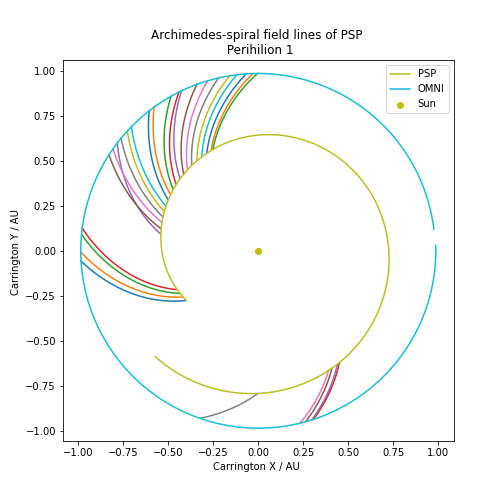 Archimedes-spiral field lines of PSP
Perihilion 1
PSP
OMNI
Sun
Carrington Y / AU
1.00
0.75
0.50
0.25
0.00
−0.25
−0.50
−0.75
−1.00
−1.00 −0.75 −0.50 −0.25 0.00 0.25 0.50 0.75 1.00
Carrington X / AU